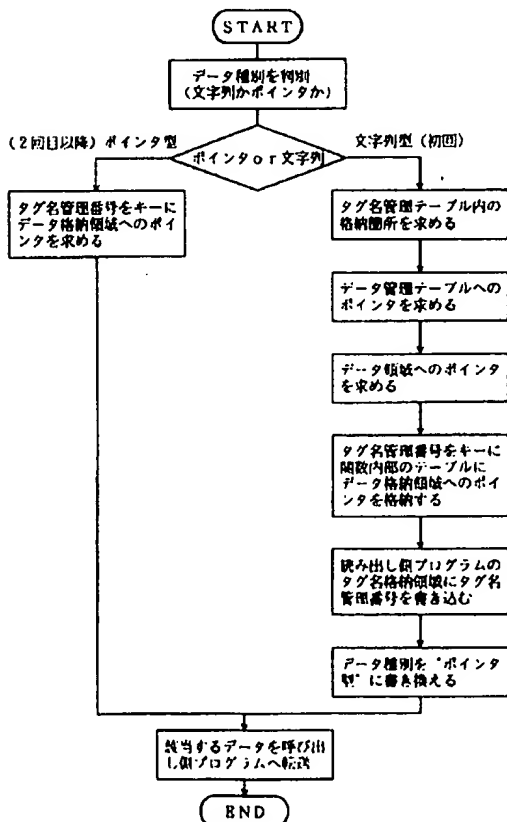 START
データ種別を判別
(文字列かポインタか)
(2回目以降)ポインタ型
文字列型(初回)
ポインタor文字列
タグ名管理番号をキーに
データ格納領域へのポイ
ンタを求める
タグ名管理テーブル内の
格納箇所を求める
データ管理テーブルへの
ポインタを求める
データ領域へのポインタ
を求める
タグ名管理番号をキーに
関数内部のテーブルに
データ格納領域へのポイ
ンタを格納する
読み出し側プログラムの
タグ名格納領域にタグ名
管理番号を書き込む
データ種別を"ポインタ
型"に書き換える
該当するデータを呼び出
し側プログラムへ転送
END